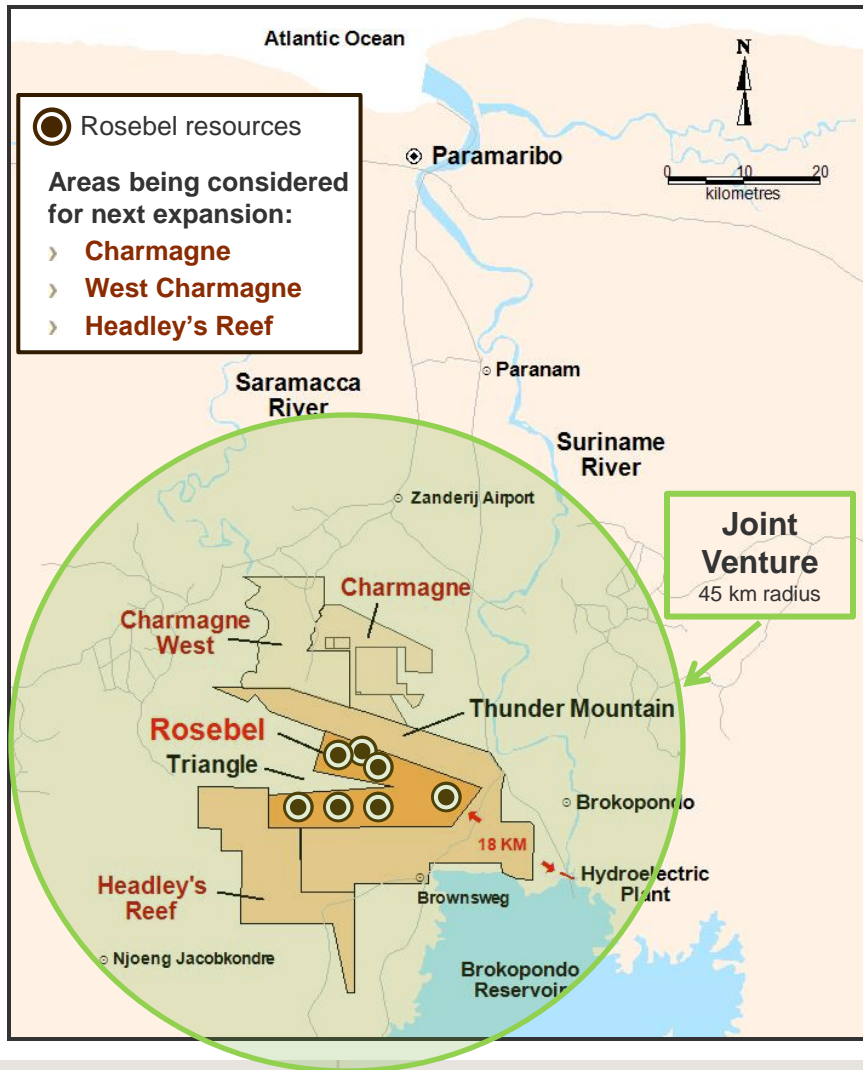 Atlantic Ocean
N
Rosebel resources
Areas being considered
for next expansion:
› Charmagne
› West Charmagne
› Headley's Reef
Paramaribo
0 10 20
kilometres
Paranam
Saramacca
River
Suriname
River
Zanderij Airport
Joint
Venture
45 km radius
Charmagne
Charmagne
West
Thunder Mountain
Rosebel
Triangle
Brokopondo
18 KM
Hydroelectric
Plant
Headley's
Reef
Brownsweg
Njoeng Jacobkondre
Brokopondo
Reservoir